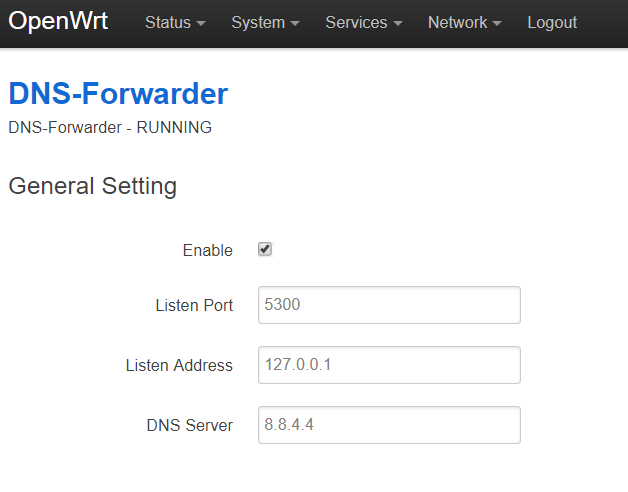 OpenWrt Status System Services Network Logout
DNS-Forwarder
DNS-Forwarder - RUNNING
General Setting
Enable
Listen Port 5300
Listen Address 127.0.0.1
DNS Server 8.8.4.4